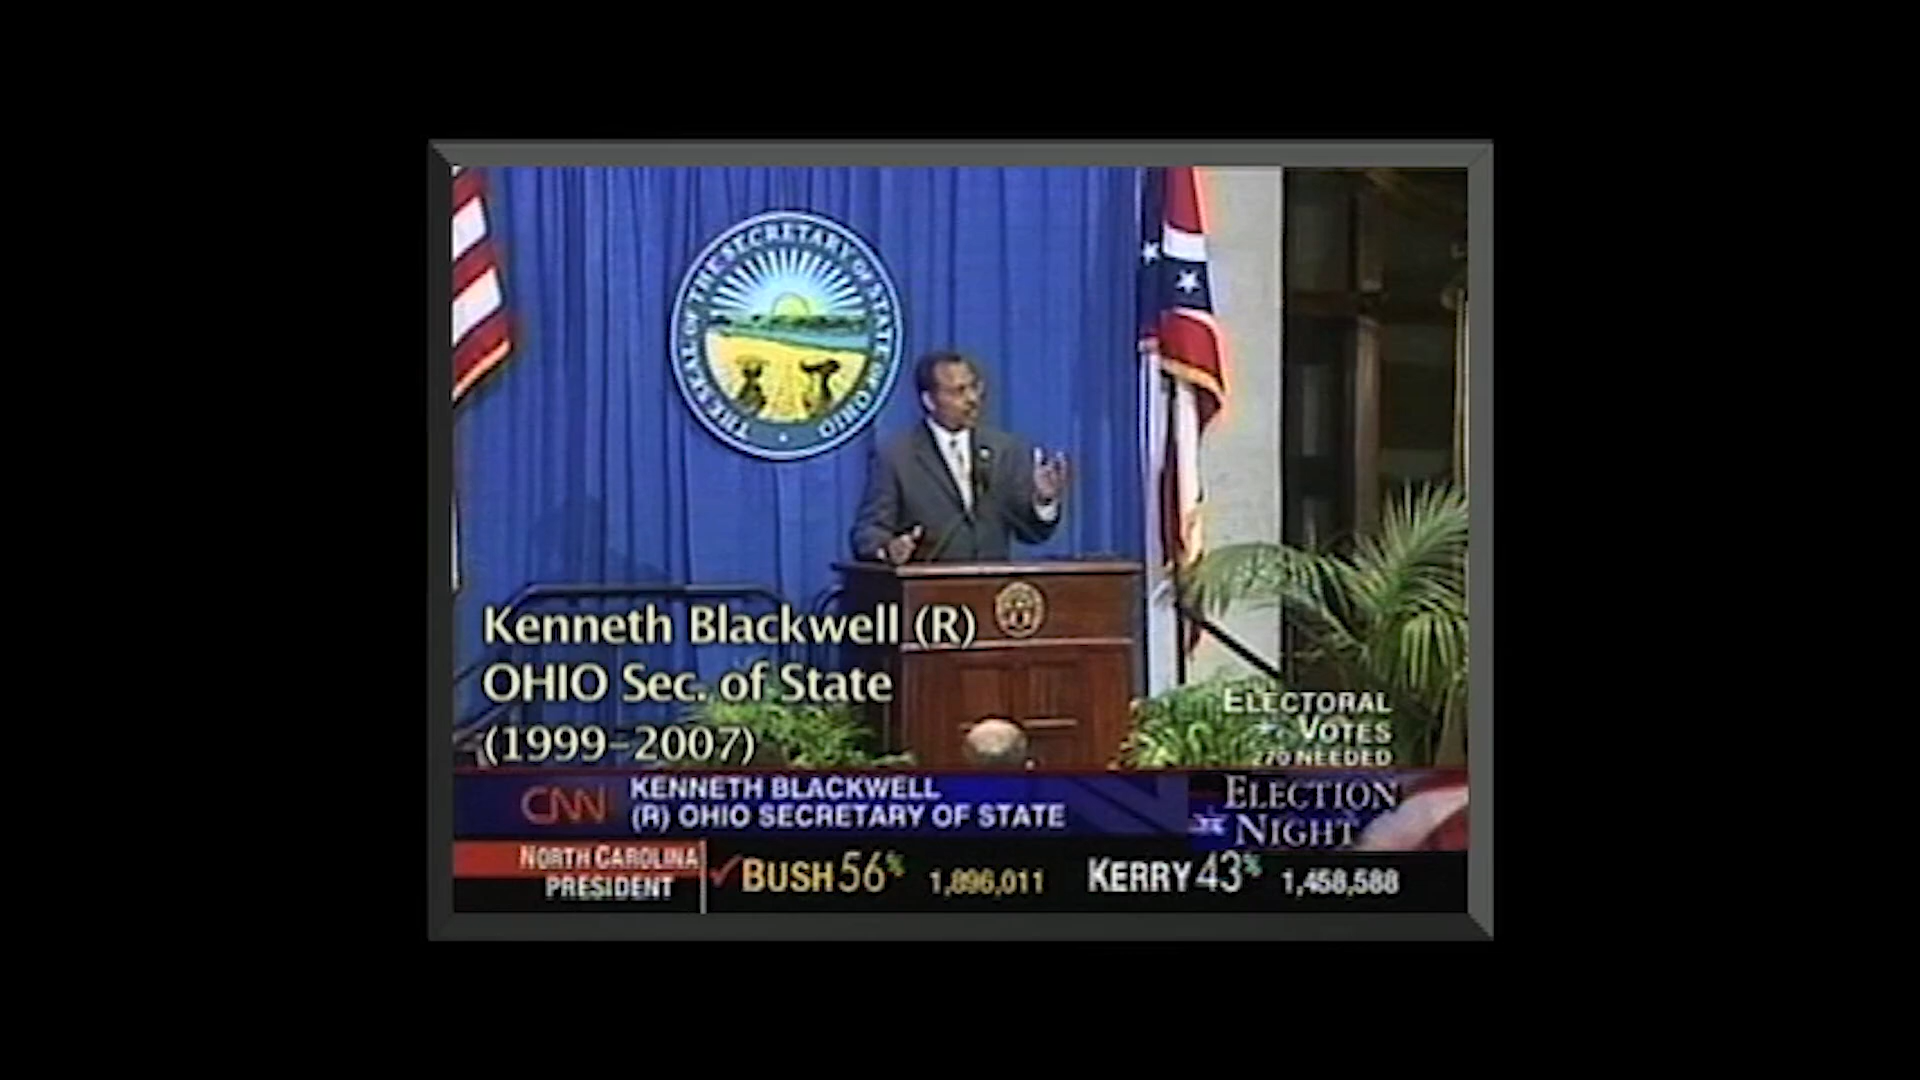 THE SEAL OF THE SECRETARY OF STATE OF OHIO
Kenneth Blackwell (R)
OHIO Sec. of State
(1999–2007)
ELECTORAL
VOTES
270 NEEDED
CNN
KENNETH BLACKWELL
(R) OHIO SECRETARY OF STATE
ELECTION
NIGHT
NORTH CAROLINA
PRESIDENT
BUSH 56% 1,896,011 KERRY 43% 1,458,588